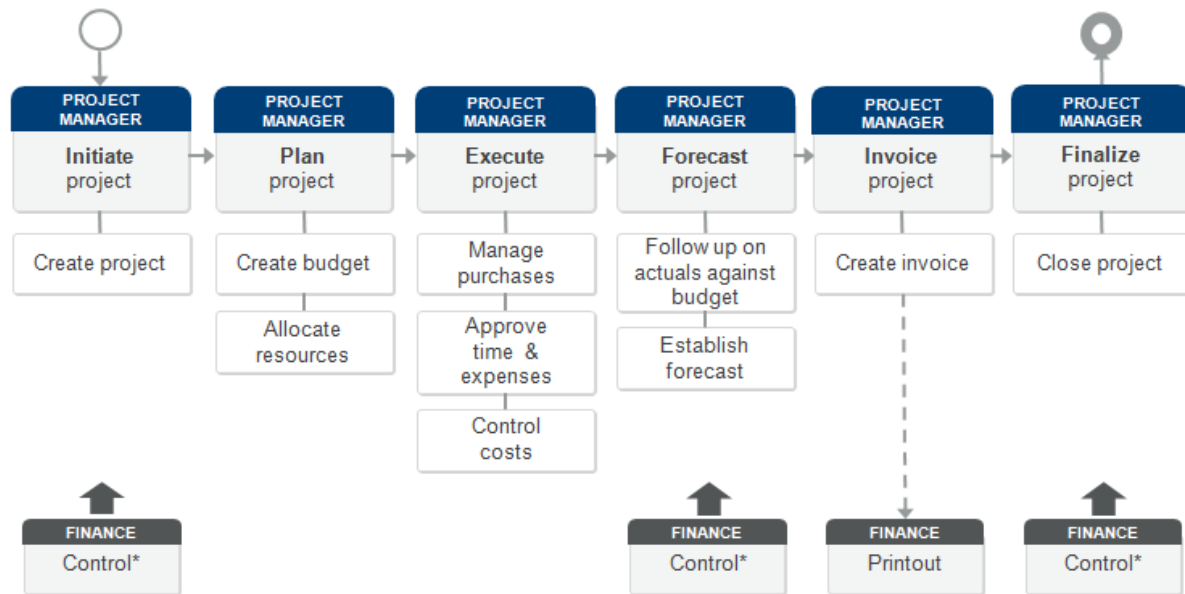 PROJECT
MANAGER
Initiate
project
Create project
PROJECT
MANAGER
Plan
project
Create budget
Allocate
resources
PROJECT
MANAGER
Execute
project
Manage
purchases
Approve
time &
expenses
Control
costs
PROJECT
MANAGER
Forecast
project
Follow up on
actuals against
budget
Establish
forecast
PROJECT
MANAGER
Invoice
project
Create invoice
PROJECT
MANAGER
Finalize
project
Close project
FINANCE
Control*
FINANCE
Control*
FINANCE
Printout
FINANCE
Control*